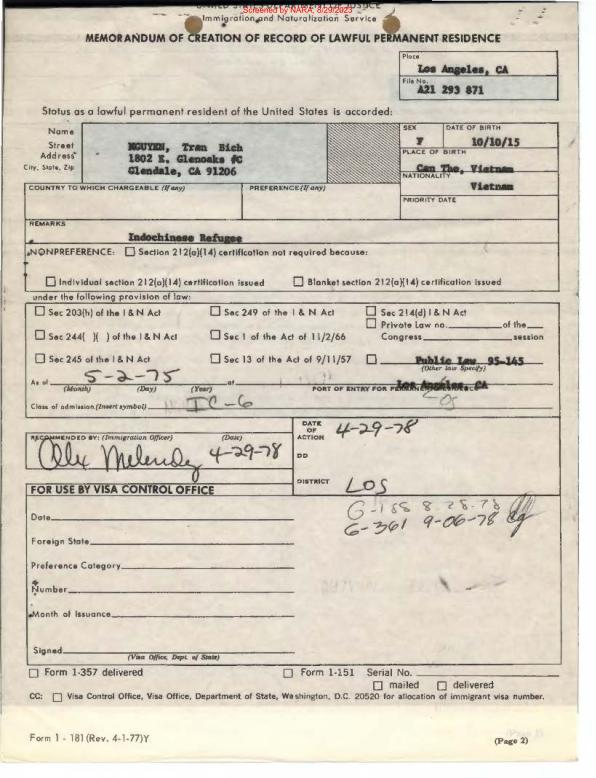 Screened by NARA, 8/29/2023
Immigration and Naturalization Service
MEMORANDUM OF CREATION OF RECORD OF LAWFUL PERMANENT RESIDENCE
Place
Los Angeles, CA
File No.
A21 293 871
Status as a lawful permanent resident of the United States is accorded:
Name
Street
Address
City, State, Zip
NGUYEN, Tran Bich
1802 E. Glenoaks #C
Glendale, CA 91206
SEX
F
DATE OF BIRTH
10/10/15
PLACE OF BIRTH
Can Tho, Vietnam
NATIONALITY
Vietnam
COUNTRY TO WHICH CHARGEABLE (If any)
PREFERENCE (If any)
PRIORITY DATE
REMARKS
Indochinese Refugee
NONPREFERENCE: Section 212(a)(14) certification not required because:
Individual section 212(a)(14) certification issued Blanket section 212(a)(14) certification issued
under the following provision of law:
Sec 203(h) of the I & N Act Sec 249 of the I & N Act Sec 214(d) I & N Act
Private Law no. of the
Sec 244( )( ) of the I & N Act Sec 1 of the Act of 11/2/66 Congress, session
Sec 245 of the I & N Act Sec 13 of the Act of 9/11/57 Public Law 95-145
(Other law Specify)
As of 5-2-75 at Los Angeles, CA
(Month) (Day) (Year) PORT OF ENTRY FOR
Class of admission (Insert symbol) IC-6 LOS
RECOMMENDED BY: (Immigration Officer) (Date)
4-29-78
DATE OF ACTION 4-29-78
DD
DISTRICT LOS
G-188 8-28-78
G-361 9-06-78
FOR USE BY VISA CONTROL OFFICE
Date
Foreign State
Preference Category
Number
Month of Issuance
Signed
(Visa Office, Dept. of State)
Form 1-357 delivered Form 1-151 Serial No.
mailed delivered
CC: Visa Control Office, Visa Office, Department of State, Washington, D.C. 20520 for allocation of immigrant visa number.
Form 1 - 181 (Rev. 4-1-77)Y
(Page 2)